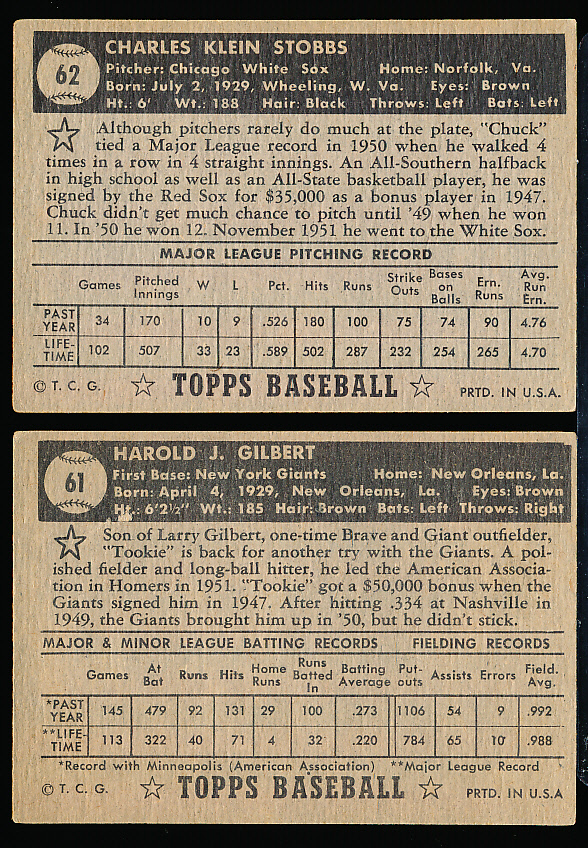 62
CHARLES KLEIN STOBBS
Pitcher: Chicago White Sox Home: Norfolk, Va.
Born: July 2, 1929, Wheeling, W. Va. Eyes: Brown
Ht.: 6' Wt.: 188 Hair: Black Throws: Left Bats: Left
Although pitchers rarely do much at the plate, "Chuck"
tied a Major League record in 1950 when he walked 4
times in a row in 4 straight innings. An All-Southern halfback
in high school as well as an All-State basketball player, he was
signed by the Red Sox for $35,000 as a bonus player in 1947.
Chuck didn't get much chance to pitch until '49 when he won
11. In '50 he won 12. November 1951 he went to the White Sox.
MAJOR LEAGUE PITCHING RECORD
Games Pitched Innings W L Pct. Hits Runs Strike Outs Bases on Balls Ern. Runs Avg. Run Ern.
PAST YEAR 34 170 10 9 .526 180 100 75 74 90 4.76
LIFE-TIME 102 507 33 23 .589 502 287 232 254 265 4.70
© T. C. G. TOPPS BASEBALL PRTD. IN U.S.A.
61
HAROLD J. GILBERT
First Base: New York Giants Home: New Orleans, La.
Born: April 4, 1929, New Orleans, La. Eyes: Brown
Ht.: 6'2½" Wt.: 185 Hair: Brown Bats: Left Throws: Right
Son of Larry Gilbert, one-time Brave and Giant outfielder,
"Tookie" is back for another try with the Giants. A pol-
ished fielder and long-ball hitter, he led the American Associa-
tion in Homers in 1951. "Tookie" got a $50,000 bonus when the
Giants signed him in 1947. After hitting .334 at Nashville in
1949, the Giants brought him up in '50, but he didn't stick.
MAJOR & MINOR LEAGUE BATTING RECORDS FIELDING RECORDS
Games At Bat Runs Hits Home Runs Runs Batted In Batting Average Put-outs Assists Errors Field. Avg.
*PAST YEAR 145 479 92 131 29 100 .273 1106 54 9 .992
**LIFE-TIME 113 322 40 71 4 32 .220 784 65 10 .988
*Record with Minneapolis (American Association) **Major League Record
© T. C. G. TOPPS BASEBALL PRTD. IN U.S.A